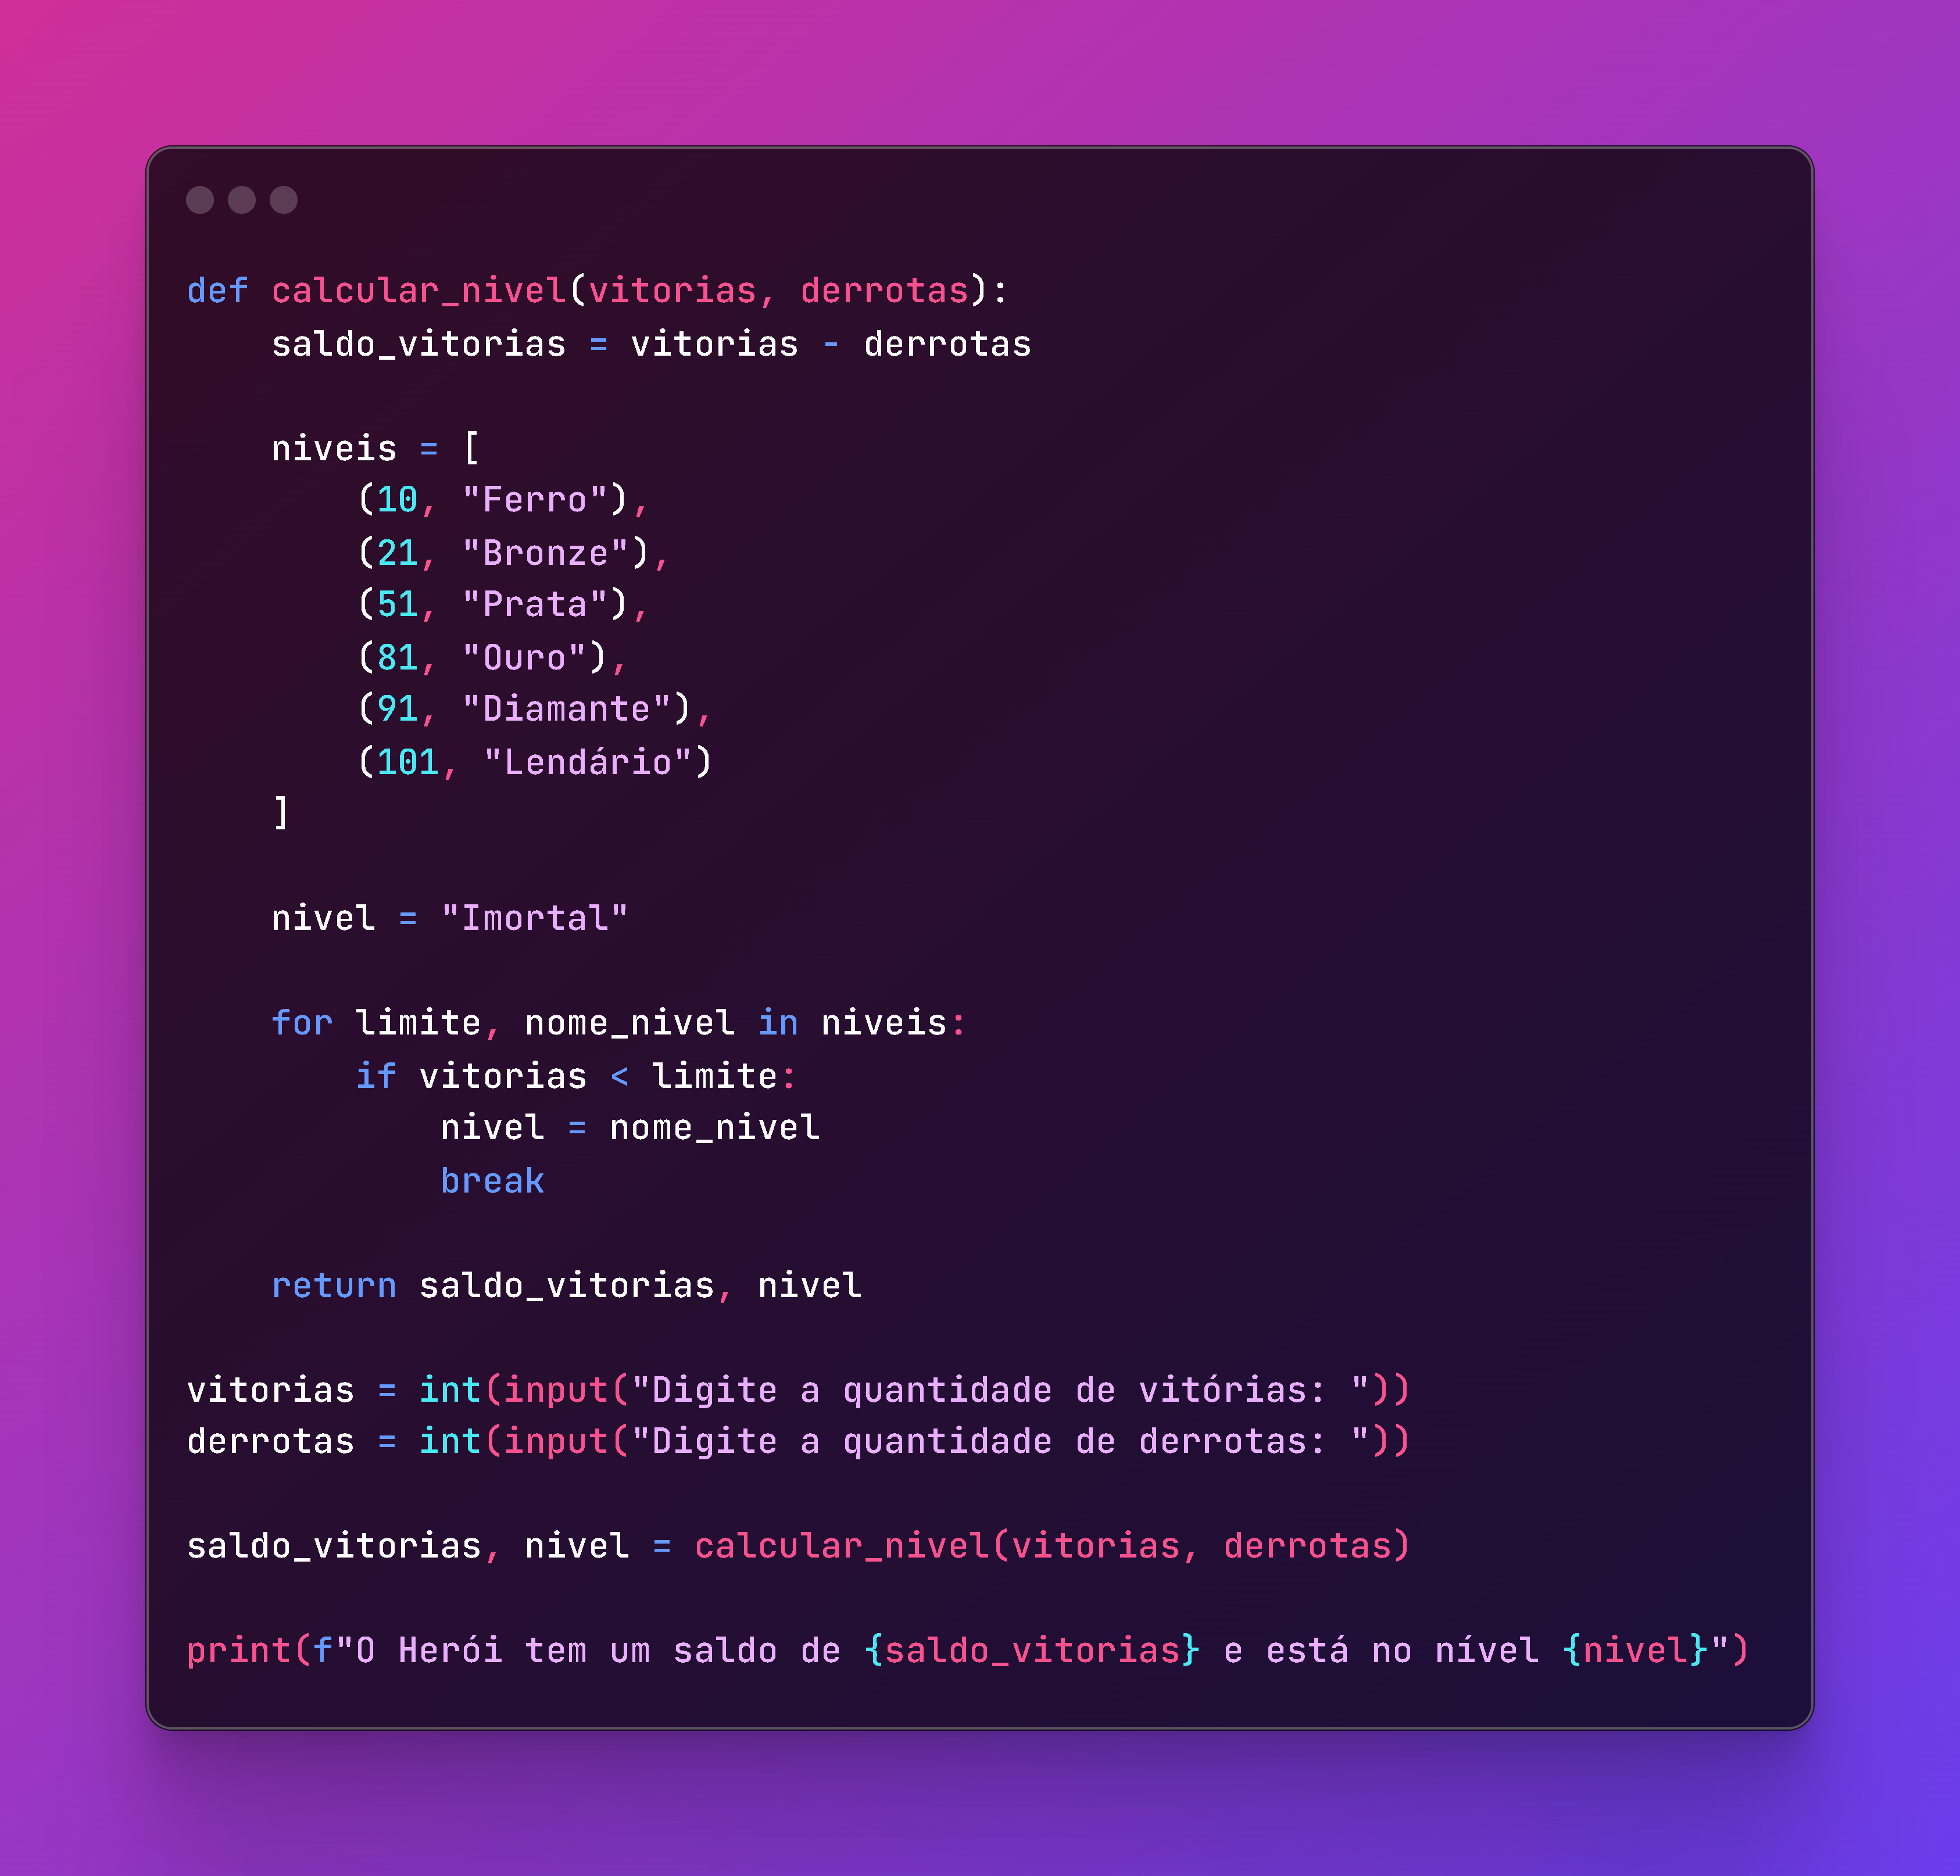 def calcular_nivel(vitorias, derrotas):
    saldo_vitorias = vitorias - derrotas

    niveis = [
        (10, "Ferro"),
        (21, "Bronze"),
        (51, "Prata"),
        (81, "Ouro"),
        (91, "Diamante"),
        (101, "Lendário")
    ]

    nivel = "Imortal"

    for limite, nome_nivel in niveis:
        if vitorias < limite:
            nivel = nome_nivel
            break

    return saldo_vitorias, nivel

vitorias = int(input("Digite a quantidade de vitórias: "))
derrotas = int(input("Digite a quantidade de derrotas: "))

saldo_vitorias, nivel = calcular_nivel(vitorias, derrotas)

print(f"O Herói tem um saldo de {saldo_vitorias} e está no nível {nivel}")